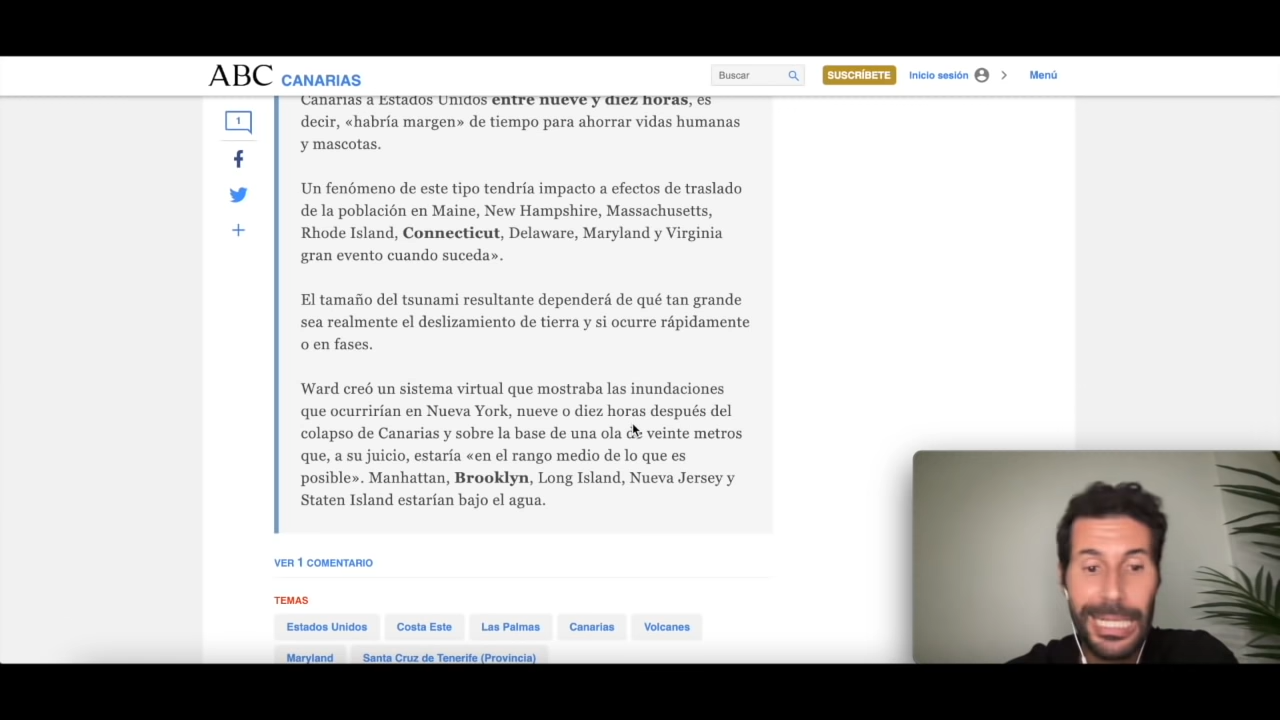 ABC CANARIAS
Buscar
SUSCRÍBETE
Inicio sesión
Menú
1
Canarias a Estados Unidos entre nueve y diez horas, es
decir, «habría margen» de tiempo para ahorrar vidas humanas
y mascotas.
Un fenómeno de este tipo tendría impacto a efectos de traslado
de la población en Maine, New Hampshire, Massachusetts,
Rhode Island, Connecticut, Delaware, Maryland y Virginia
gran evento cuando suceda».
El tamaño del tsunami resultante dependerá de qué tan grande
sea realmente el deslizamiento de tierra y si ocurre rápidamente
o en fases.
Ward creó un sistema virtual que mostraba las inundaciones
que ocurrirían en Nueva York, nueve o diez horas después del
colapso de Canarias y sobre la base de una ola de veinte metros
que, a su juicio, estaría «en el rango medio de lo que es
posible». Manhattan, Brooklyn, Long Island, Nueva Jersey y
Staten Island estarían bajo el agua.
VER 1 COMENTARIO
TEMAS
Estados Unidos
Costa Este
Las Palmas
Canarias
Volcanes
Maryland
Santa Cruz de Tenerife (Provincia)